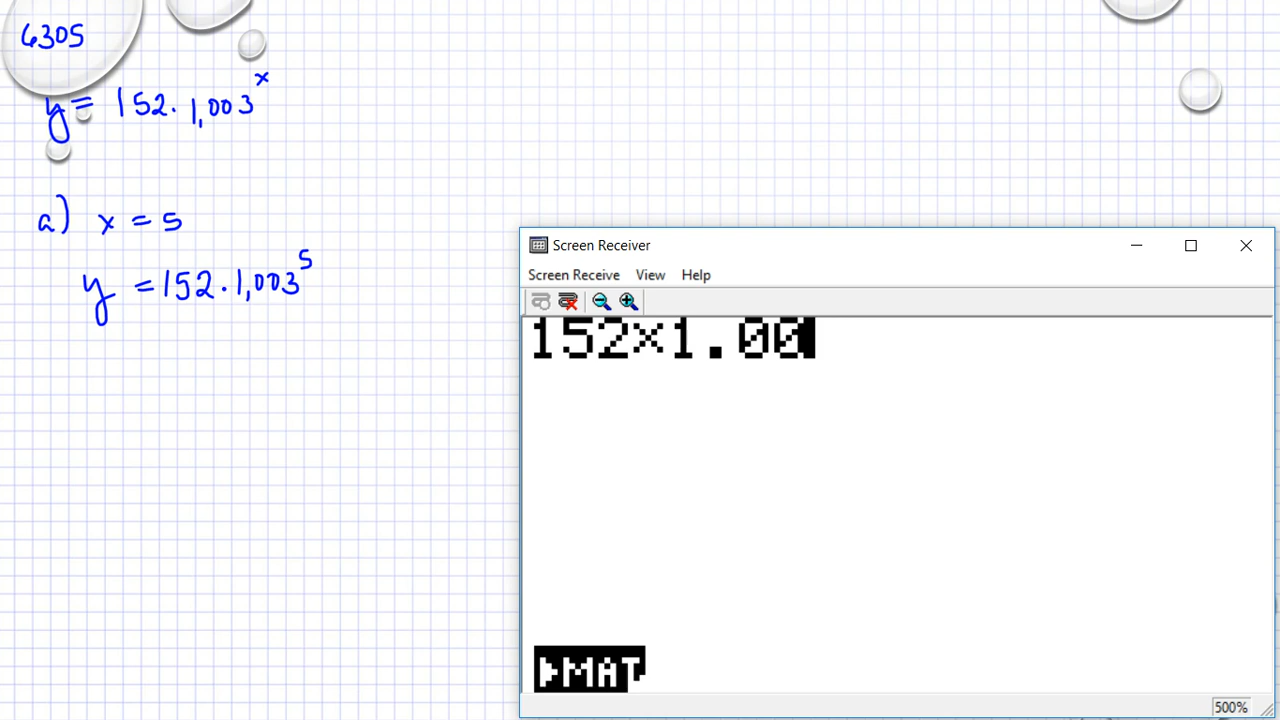 6305
y = 152 · 1,003^x
a) x = 5
y = 152 · 1,003^5
Screen Receiver
Screen Receive View Help
152×1.00
▶MAT
500%